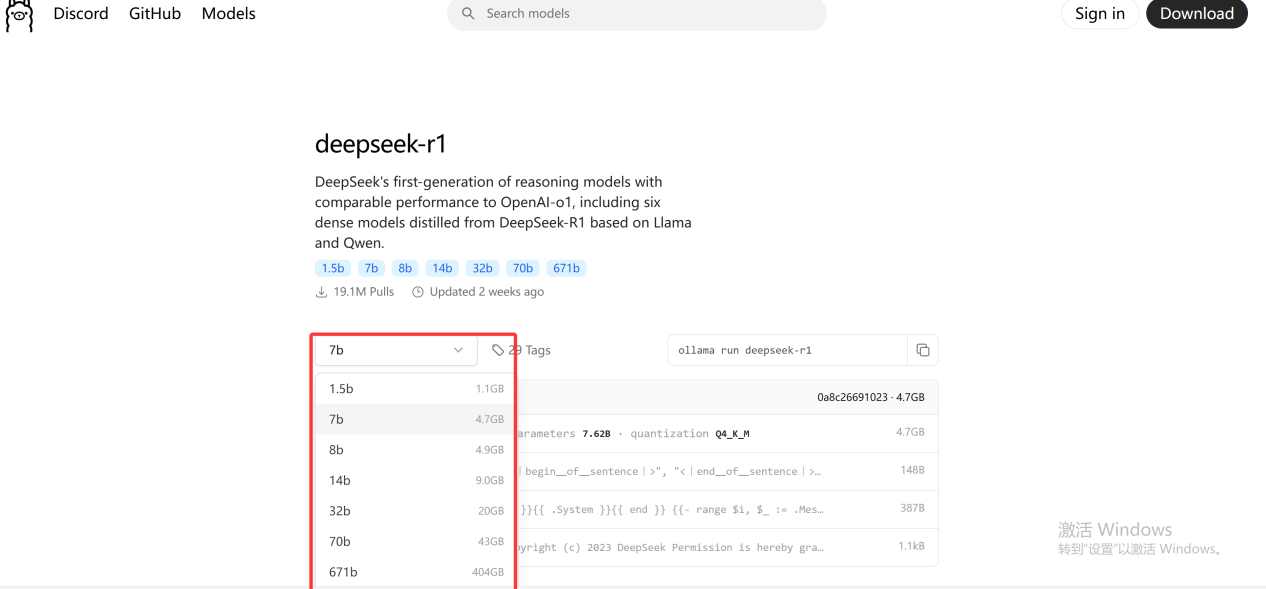 Discord GitHub Models
Search models
Sign in Download
deepseek-r1
DeepSeek's first-generation of reasoning models with
comparable performance to OpenAI-o1, including six
dense models distilled from DeepSeek-R1 based on Llama
and Qwen.
1.5b 7b 8b 14b 32b 70b 671b
19.1M Pulls Updated 2 weeks ago
7b 29 Tags ollama run deepseek-r1
1.5b 1.1GB
7b 4.7GB
8b 4.9GB
14b 9.0GB
32b 20GB
70b 43GB
671b 404GB
0a8c26691023 · 4.7GB
arameters 7.62B · quantization Q4_K_M 4.7GB
|begin__of__sentence|>", "<|end__of__sentence|>… 148B
}}{{ .System }}{{ end }} {{- range $i, $_ := .Mes… 387B
pyright (c) 2023 DeepSeek Permission is hereby gra… 1.1kB
激活 Windows
转到"设置"以激活 Windows。